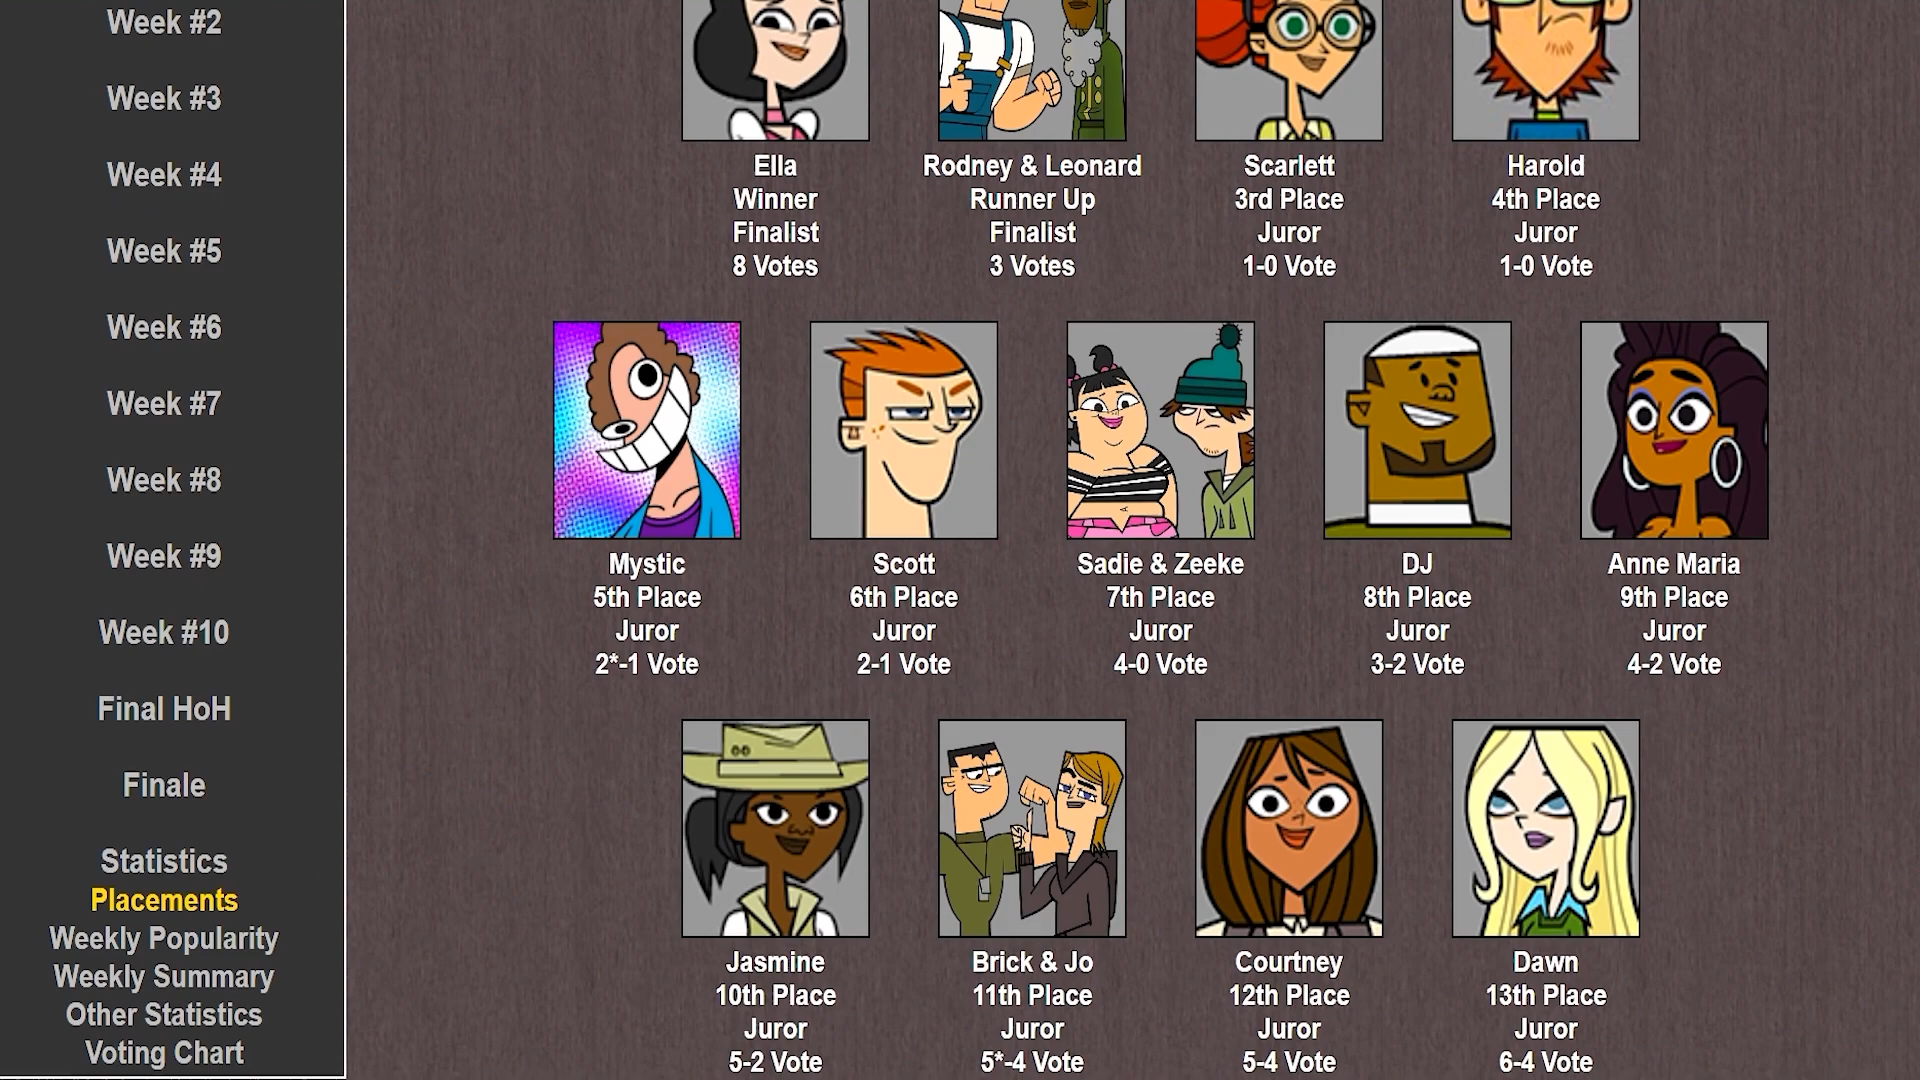 Week #2
Week #3
Week #4
Week #5
Week #6
Week #7
Week #8
Week #9
Week #10
Final HoH
Finale
Statistics
Placements
Weekly Popularity
Weekly Summary
Other Statistics
Voting Chart
Ella
Winner
Finalist
8 Votes
Rodney & Leonard
Runner Up
Finalist
3 Votes
Scarlett
3rd Place
Juror
1-0 Vote
Harold
4th Place
Juror
1-0 Vote
Mystic
5th Place
Juror
2*-1 Vote
Scott
6th Place
Juror
2-1 Vote
Sadie & Zeeke
7th Place
Juror
4-0 Vote
DJ
8th Place
Juror
3-2 Vote
Anne Maria
9th Place
Juror
4-2 Vote
Jasmine
10th Place
Juror
5-2 Vote
Brick & Jo
11th Place
Juror
5*-4 Vote
Courtney
12th Place
Juror
5-4 Vote
Dawn
13th Place
Juror
6-4 Vote